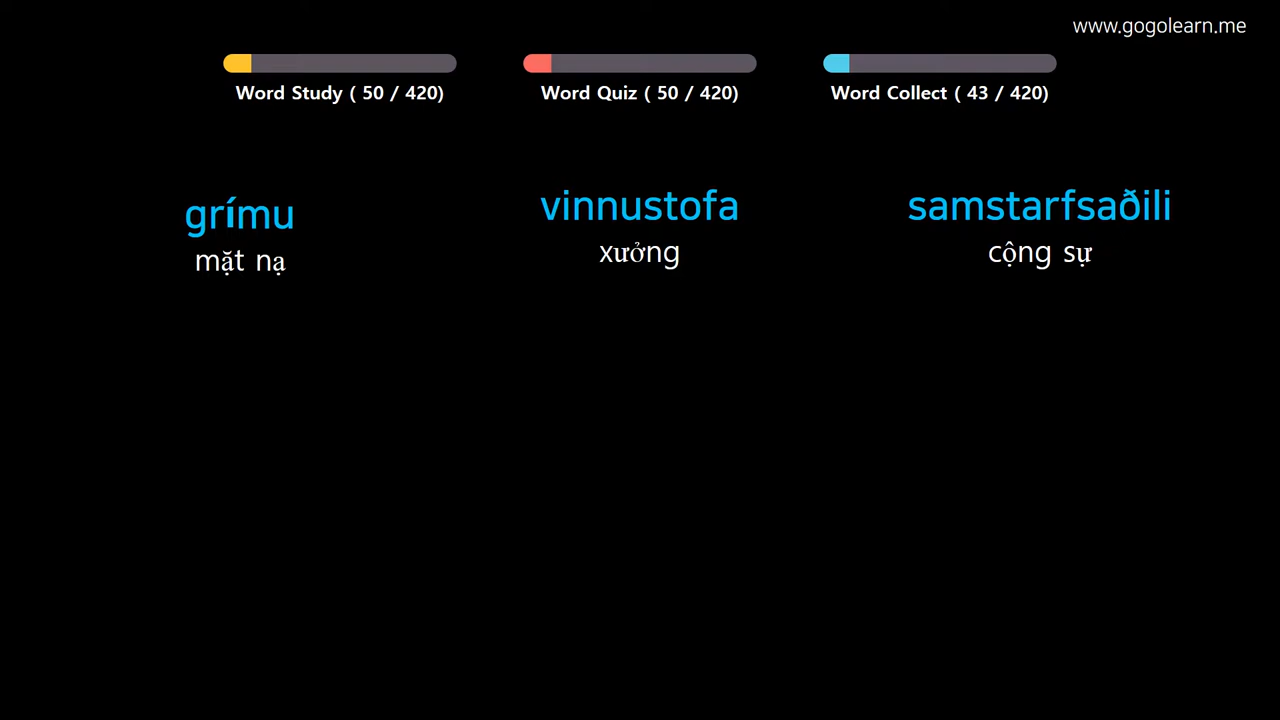 www.gogolearn.me
Word Study ( 50 / 420)
Word Quiz ( 50 / 420)
Word Collect ( 43 / 420)
grímu
mặt nạ
vinnustofa
xưởng
samstarfsaðili
cộng sự